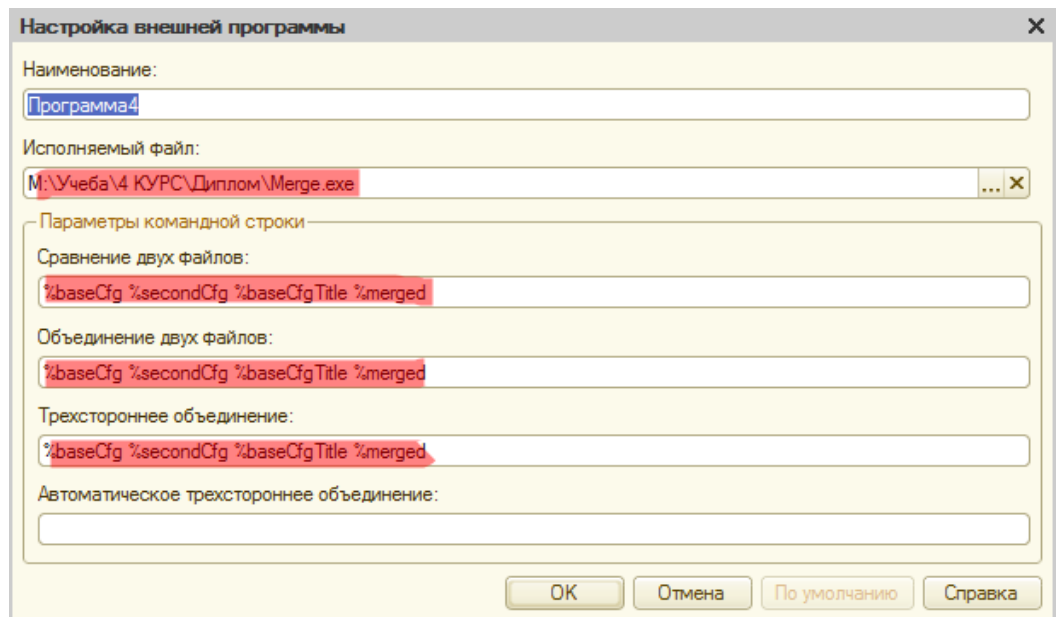 Настройка внешней программы
Наименование:
Программа4
Исполняемый файл:
M:\Учеба\4 КУРС\Диплом\Merge.exe
...
Параметры командной строки
Сравнение двух файлов:
%baseCfg %secondCfg %baseCfgTitle %merged
Объединение двух файлов:
%baseCfg %secondCfg %baseCfgTitle %merged
Трехстороннее объединение:
%baseCfg %secondCfg %baseCfgTitle %merged
Автоматическое трехстороннее объединение:
OK Отмена По умолчанию Справка